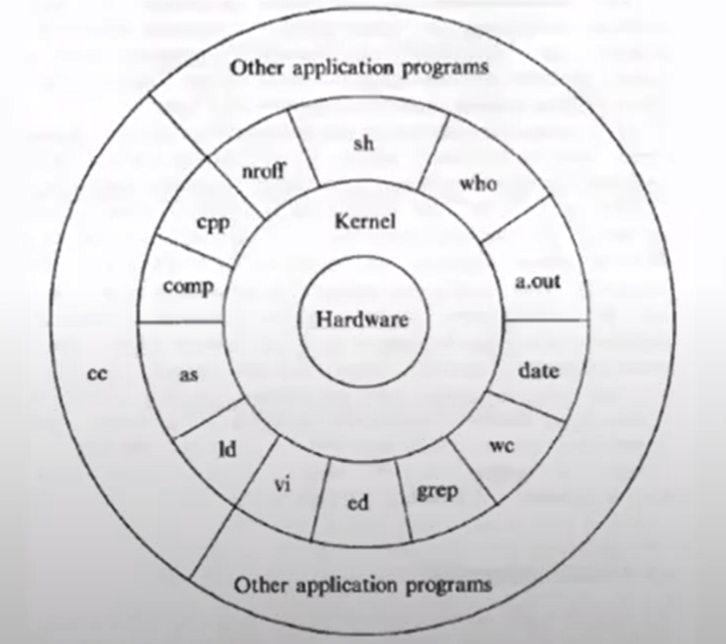 Other application programs
sh
nroff
who
cpp
Kernel
comp
a.out
Hardware
cc
as
date
ld
wc
vi
ed
grep
Other application programs